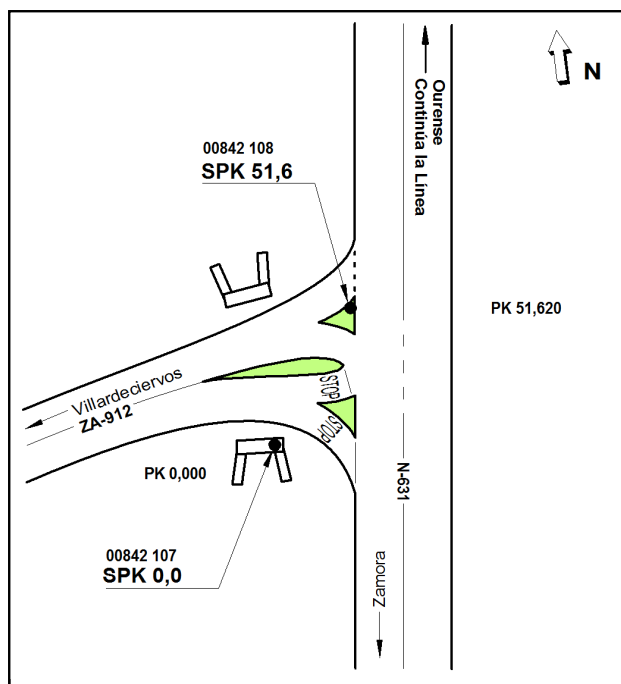 N
Ourense
Continúa la Línea
00842 108
SPK 51,6
PK 51,620
Villardeciervos
ZA-912
STOP
STOP
PK 0,000
N-631
00842 107
SPK 0,0
Zamora